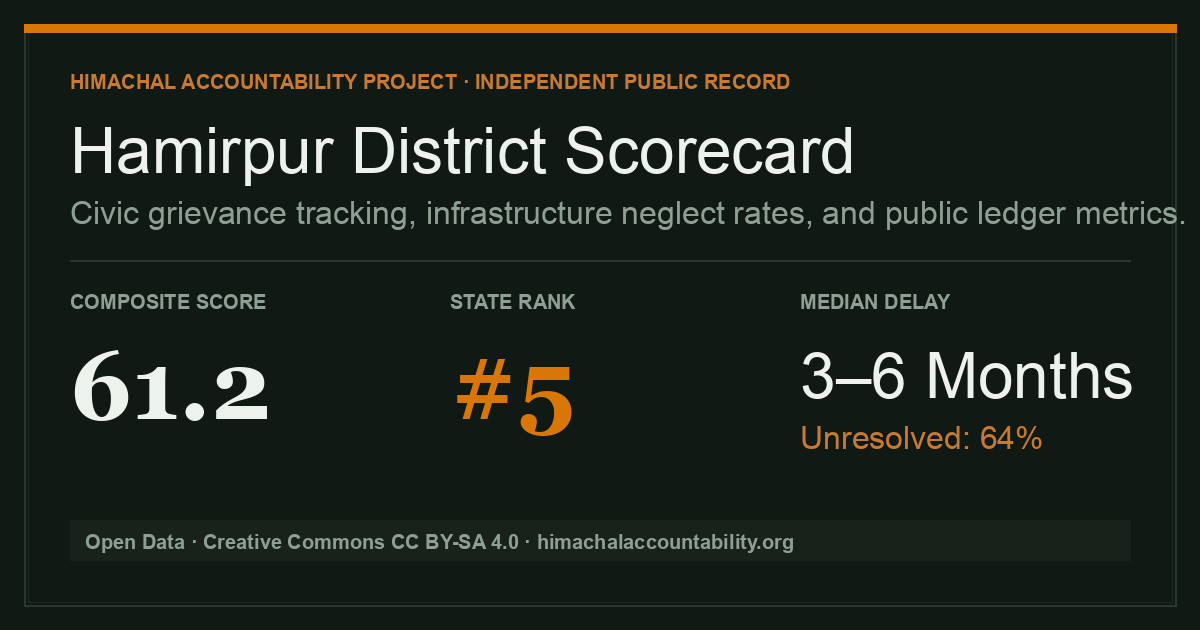 HIMACHAL ACCOUNTABILITY PROJECT · INDEPENDENT PUBLIC RECORD
Hamirpur District Scorecard
Civic grievance tracking, infrastructure neglect rates, and public ledger metrics.
COMPOSITE SCORE
61.2
STATE RANK
#5
MEDIAN DELAY
3–6 Months
Unresolved: 64%
Open Data · Creative Commons CC BY-SA 4.0 · himachalaccountability.org